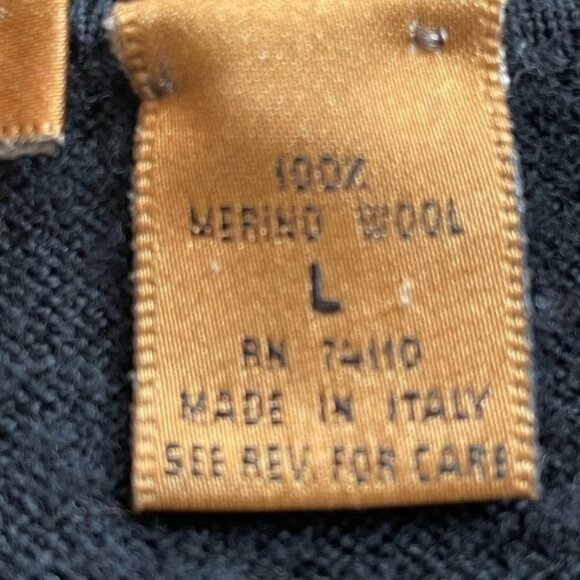 100%
MERINO WOOL
L
RN 74110
MADE IN ITALY
SEE REV. FOR CARE